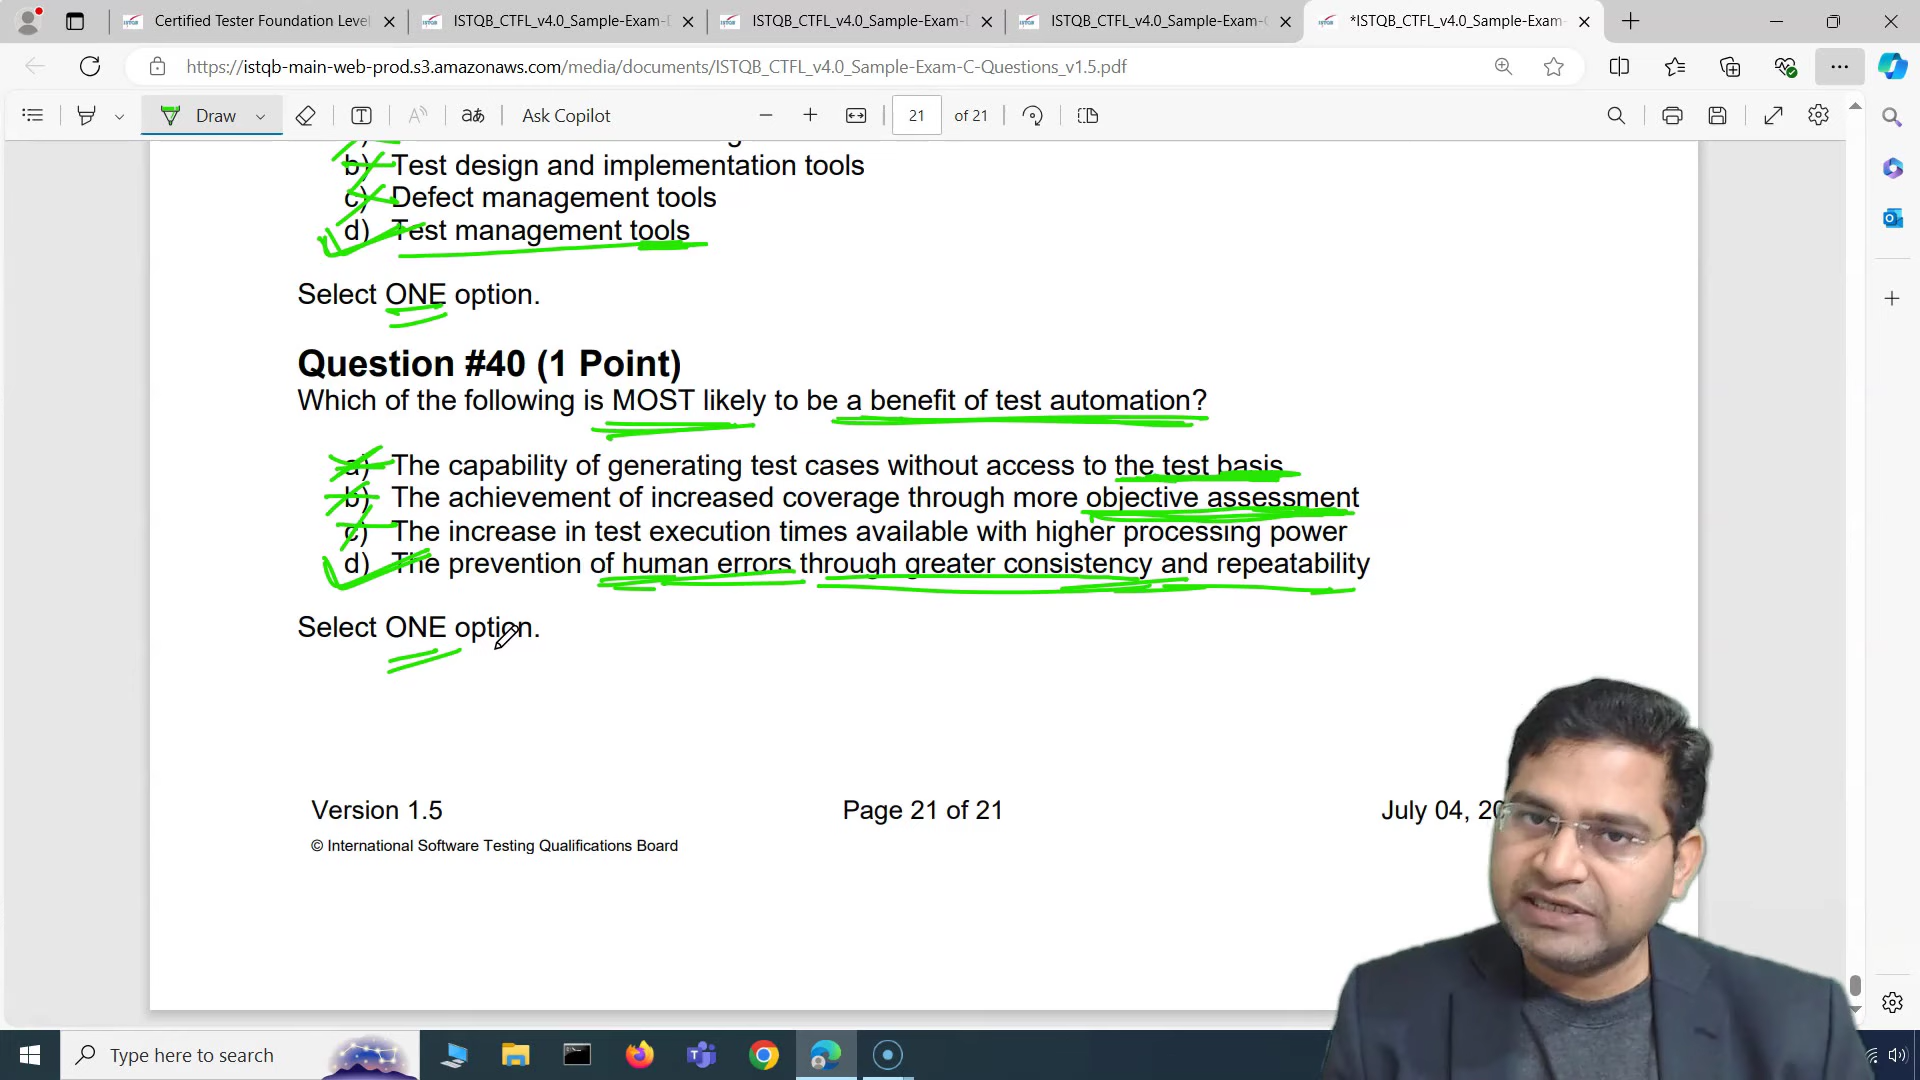 Certified Tester Foundation Level
ISTQB_CTFL_v4.0_Sample-Exam-
ISTQB_CTFL_v4.0_Sample-Exam-
ISTQB_CTFL_v4.0_Sample-Exam-
*ISTQB_CTFL_v4.0_Sample-Exam-
https://istqb-main-web-prod.s3.amazonaws.com/media/documents/ISTQB_CTFL_v4.0_Sample-Exam-C-Questions_v1.5.pdf
Draw
Ask Copilot
21 of 21
b) Test design and implementation tools
c) Defect management tools
d) Test management tools
Select ONE option.
Question #40 (1 Point)
Which of the following is MOST likely to be a benefit of test automation?
a) The capability of generating test cases without access to the test basis
b) The achievement of increased coverage through more objective assessment
c) The increase in test execution times available with higher processing power
d) The prevention of human errors through greater consistency and repeatability
Select ONE option.
Version 1.5 Page 21 of 21 July 04,
© International Software Testing Qualifications Board
Type here to search